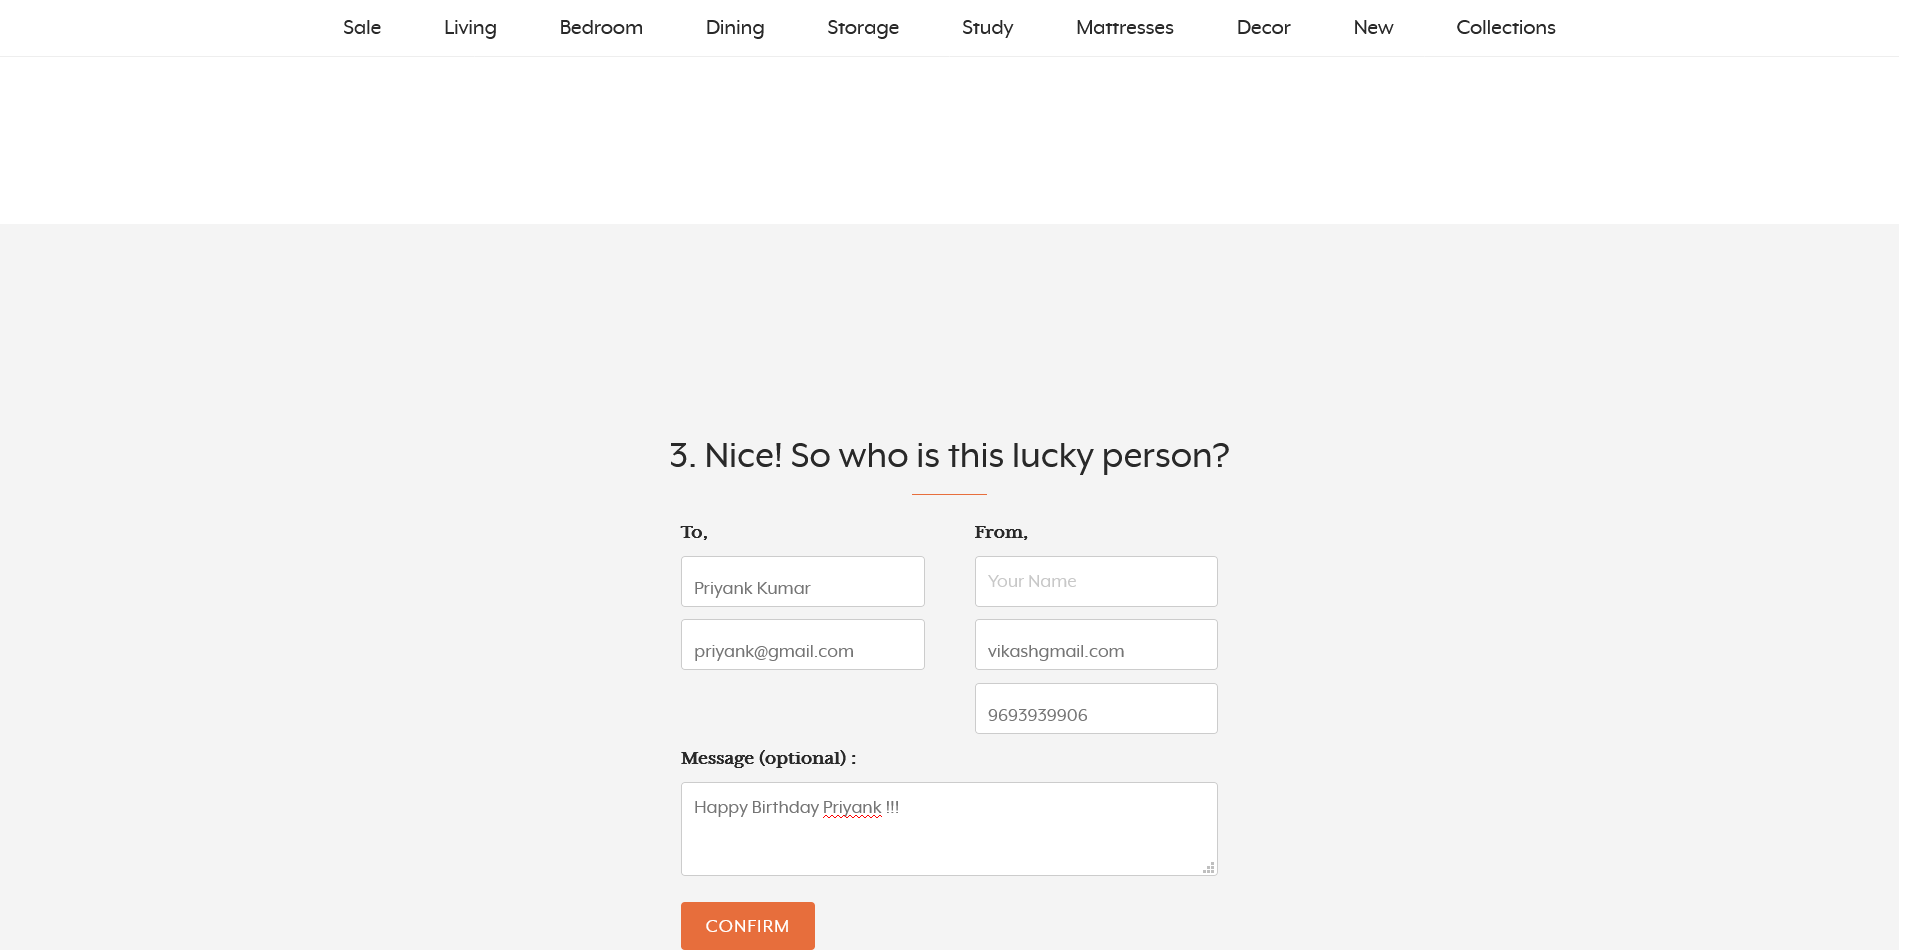 Sale Living Bedroom Dining Storage Study Mattresses Decor New Collections
3. Nice! So who is this lucky person?
To,
From,
Priyank Kumar
Your Name
priyank@gmail.com
vikashgmail.com
9693939906
Message (optional) :
Happy Birthday Priyank !!!
CONFIRM